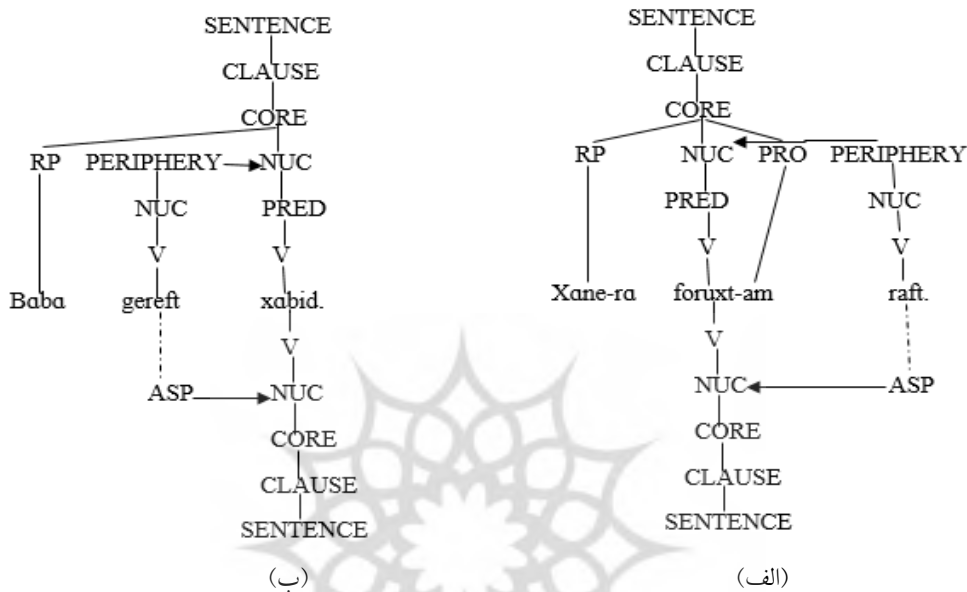 SENTENCE
CLAUSE
CORE
RP PERIPHERY NUC
NUC PRED
V V
Baba gereft xabid.
V
ASP NUC
CORE
CLAUSE
SENTENCE
(ب)
SENTENCE
CLAUSE
CORE
RP NUC PRO PERIPHERY
PRED NUC
V V
Xane-ra foruxt-am raft.
V
NUC ASP
CORE
CLAUSE
SENTENCE
(الف)